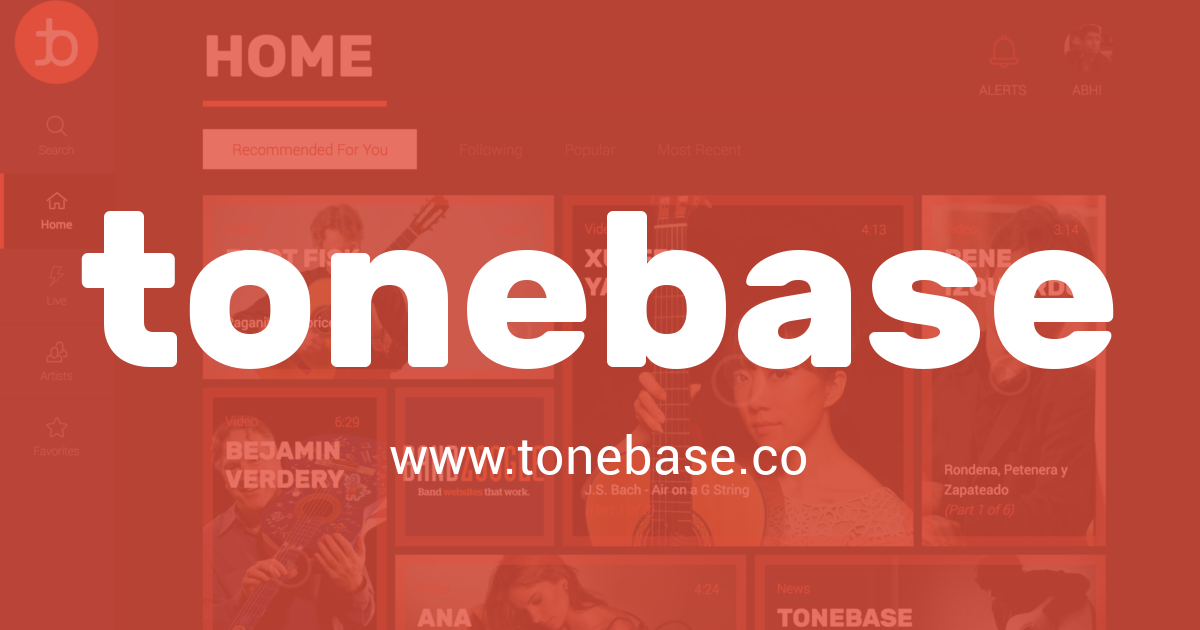 HOME
ALERTS
ABHI
Search
Recommended For You
Following
Popular
Most Recent
Home
Live
Artists
Favorites
tonebase
www.tonebase.co
Video
4:13
3:14
J.S. Bach - Air on a G String
Rondena, Petenera y
Zapateado
(Part 1 of 6)
Video
6:29
BEJAMIN
VERDERY
Band websites that work.
4:24
ANA
News
TONEBASE